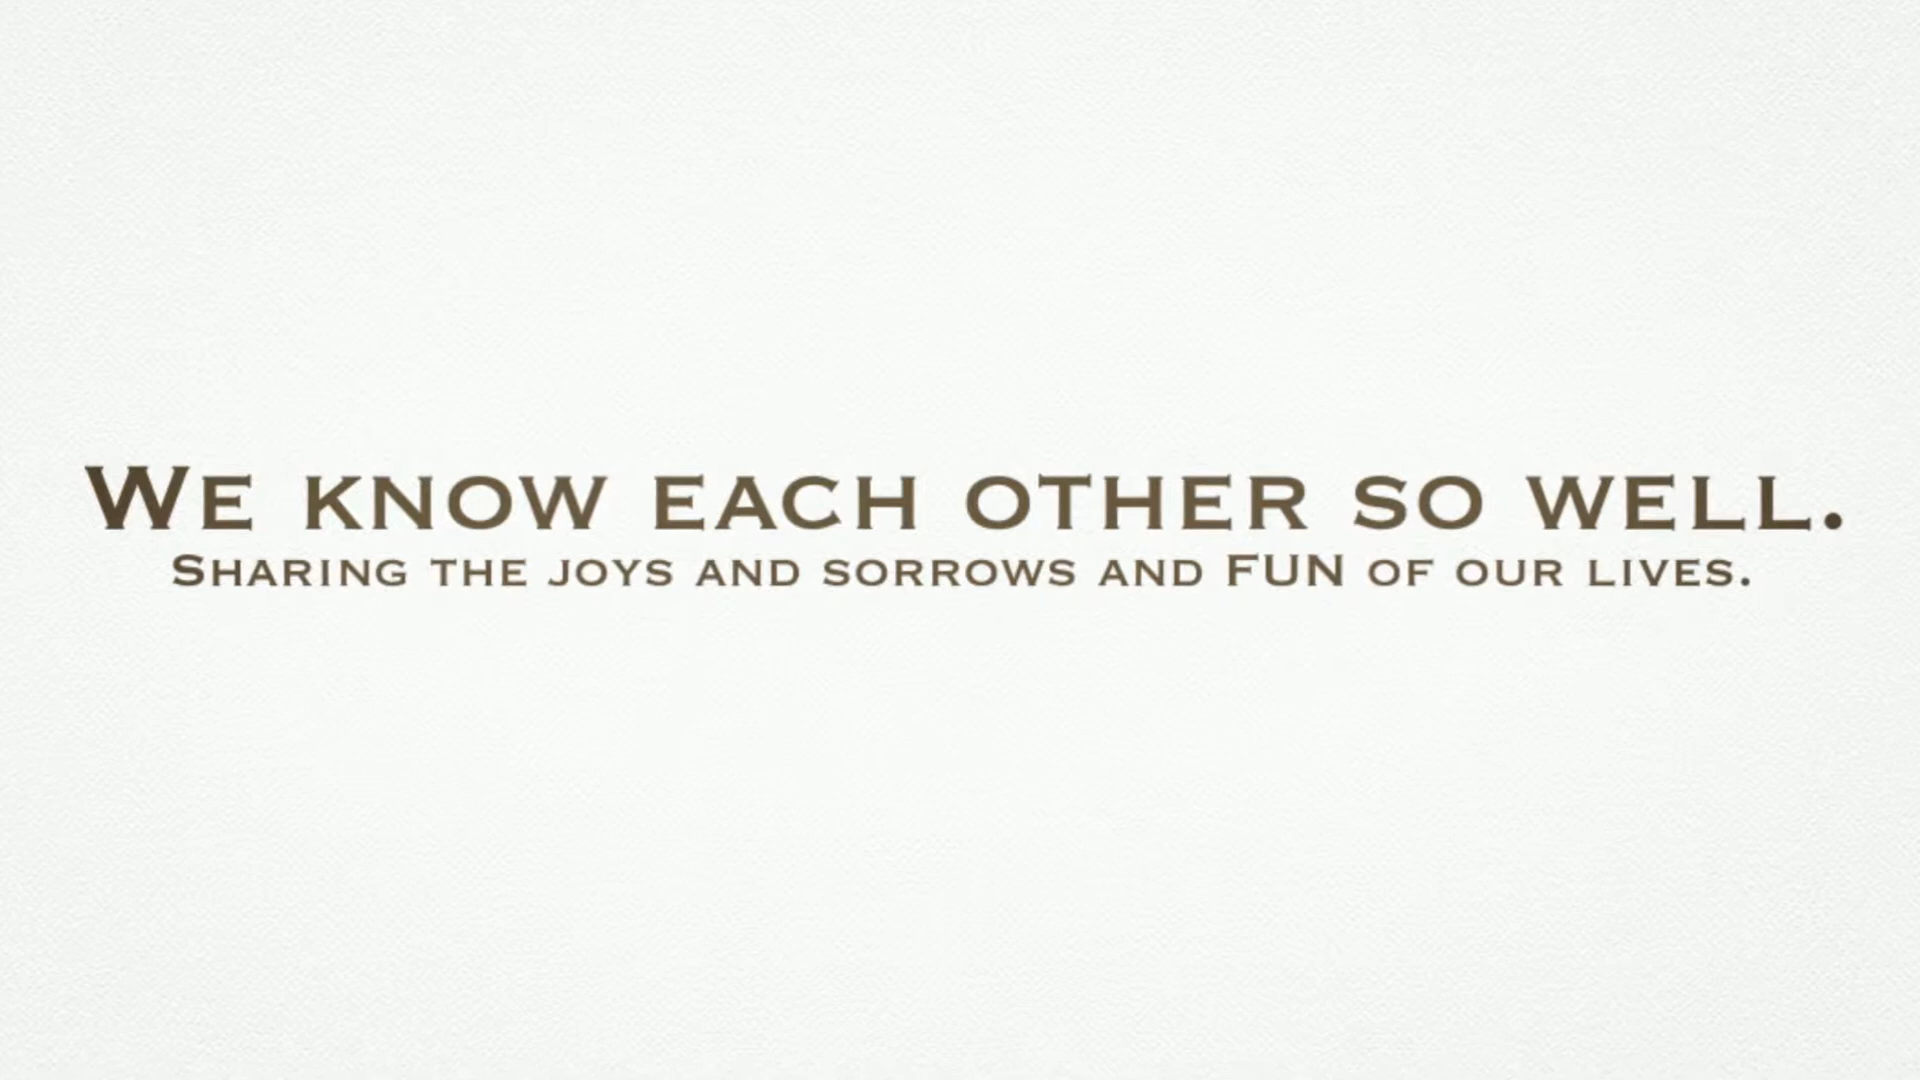 We know each other so well.
Sharing the joys and sorrows and FUN of our lives.